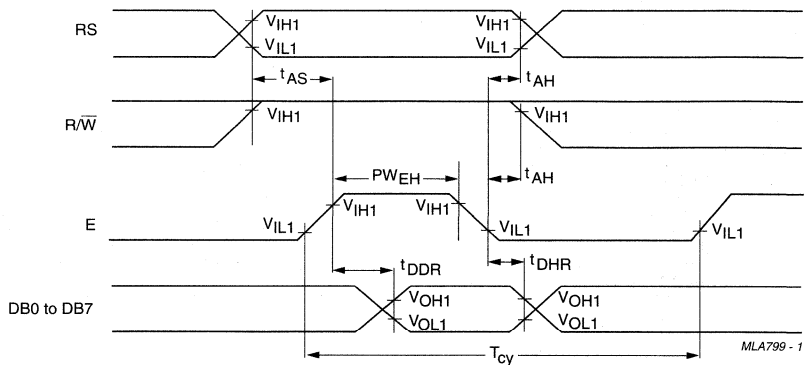 RS
VIH1
VIH1
VIL1
VIL1
tAS
tAH
R/W̅
VIH1
VIH1
PWEH
tAH
E
VIL1
VIH1
VIH1
VIL1
VIL1
tDDR
tDHR
DB0 to DB7
VOH1
VOH1
VOL1
VOL1
Tcy
MLA799 - 1